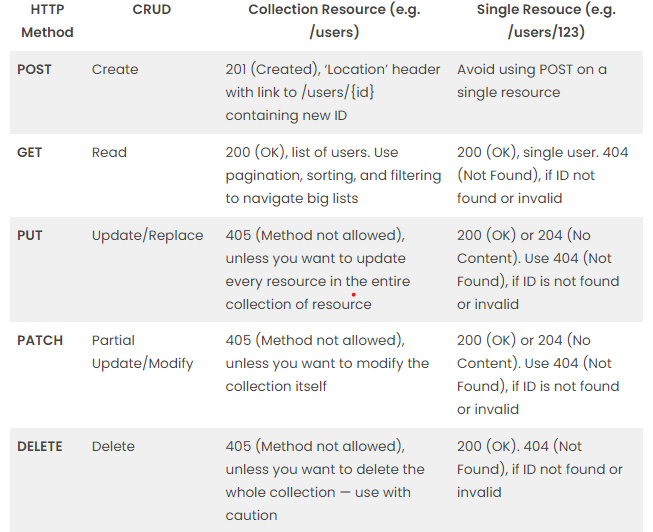 HTTP Method CRUD Collection Resource (e.g. /users) Single Resouce (e.g. /users/123)
POST Create 201 (Created), ‘Location’ header
with link to /users/{id}
containing new ID
Avoid using POST on a
single resource
GET Read 200 (OK), list of users. Use
pagination, sorting, and filtering
to navigate big lists
200 (OK), single user. 404
(Not Found), if ID not
found or invalid
PUT Update/Replace 405 (Method not allowed),
unless you want to update
every resource in the entire
collection of resource
200 (OK) or 204 (No
Content). Use 404 (Not
Found), if ID is not found
or invalid
PATCH Partial
Update/Modify
405 (Method not allowed),
unless you want to modify the
collection itself
200 (OK) or 204 (No
Content). Use 404 (Not
Found), if ID is not found
or invalid
DELETE Delete 405 (Method not allowed),
unless you want to delete the
whole collection — use with
caution
200 (OK). 404 (Not
Found), if ID not found or
invalid